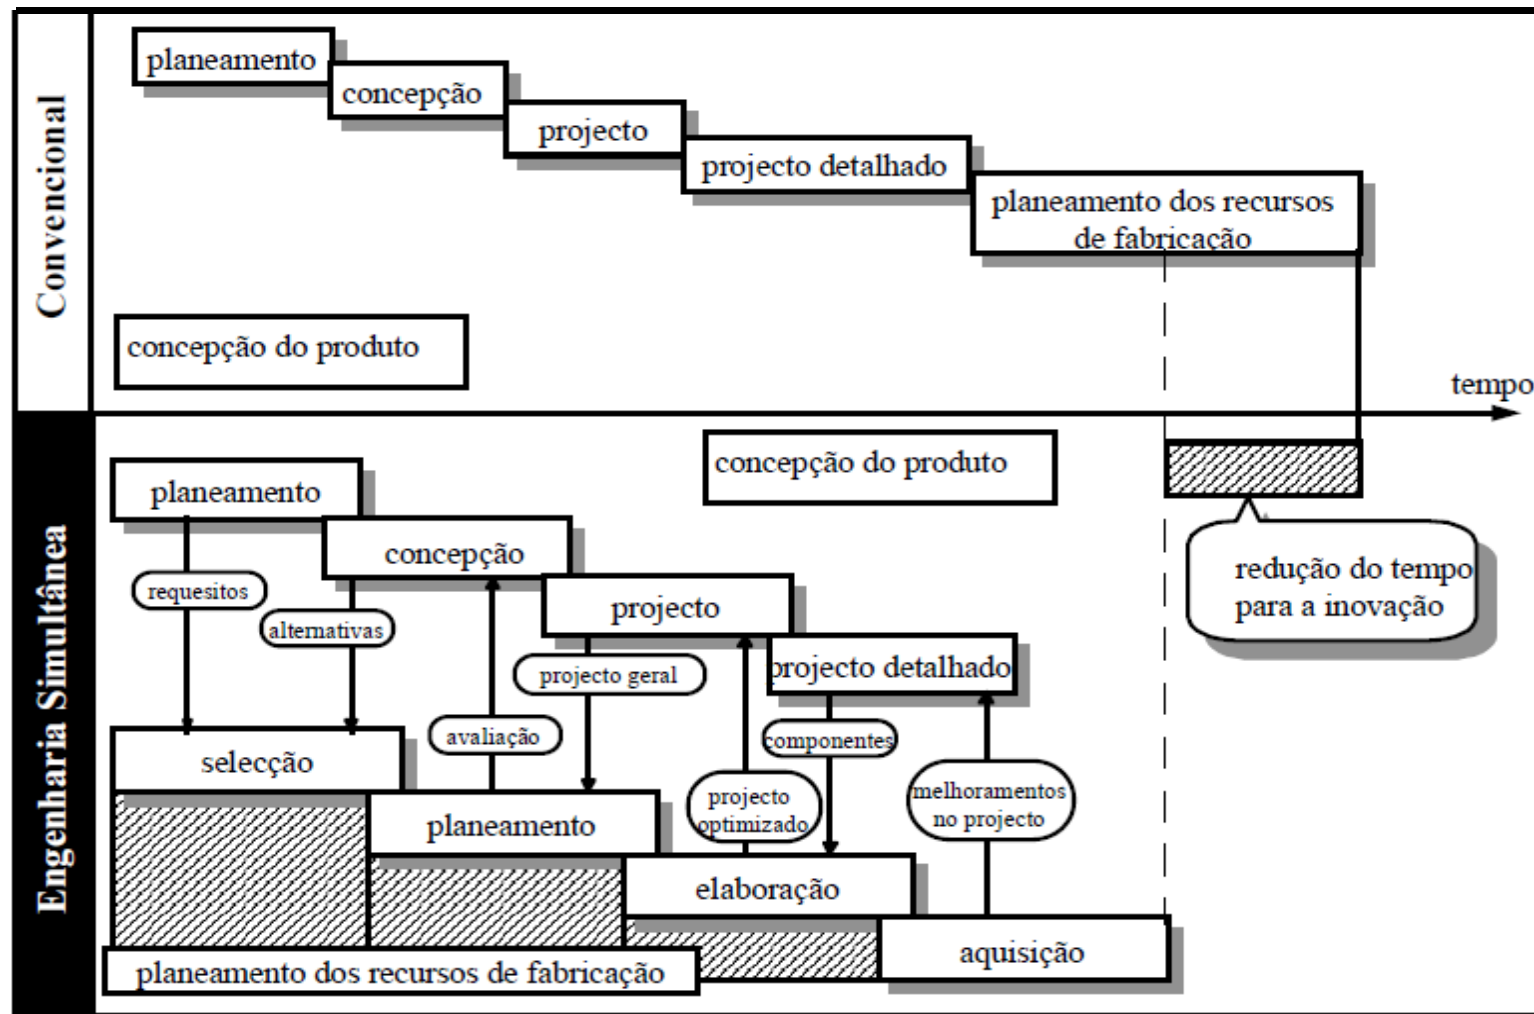 Convencional
planeamento
concepção
projecto
projecto detalhado
planeamento dos recursos
de fabricação
concepção do produto
tempo
Engenharia Simultânea
concepção do produto
planeamento
concepção
projecto
projecto detalhado
redução do tempo
para a inovação
requesitos
alternativas
projecto geral
avaliação
componentes
projecto
optimizado
melhoramentos
no projecto
selecção
planeamento
elaboração
aquisição
planeamento dos recursos de fabricação